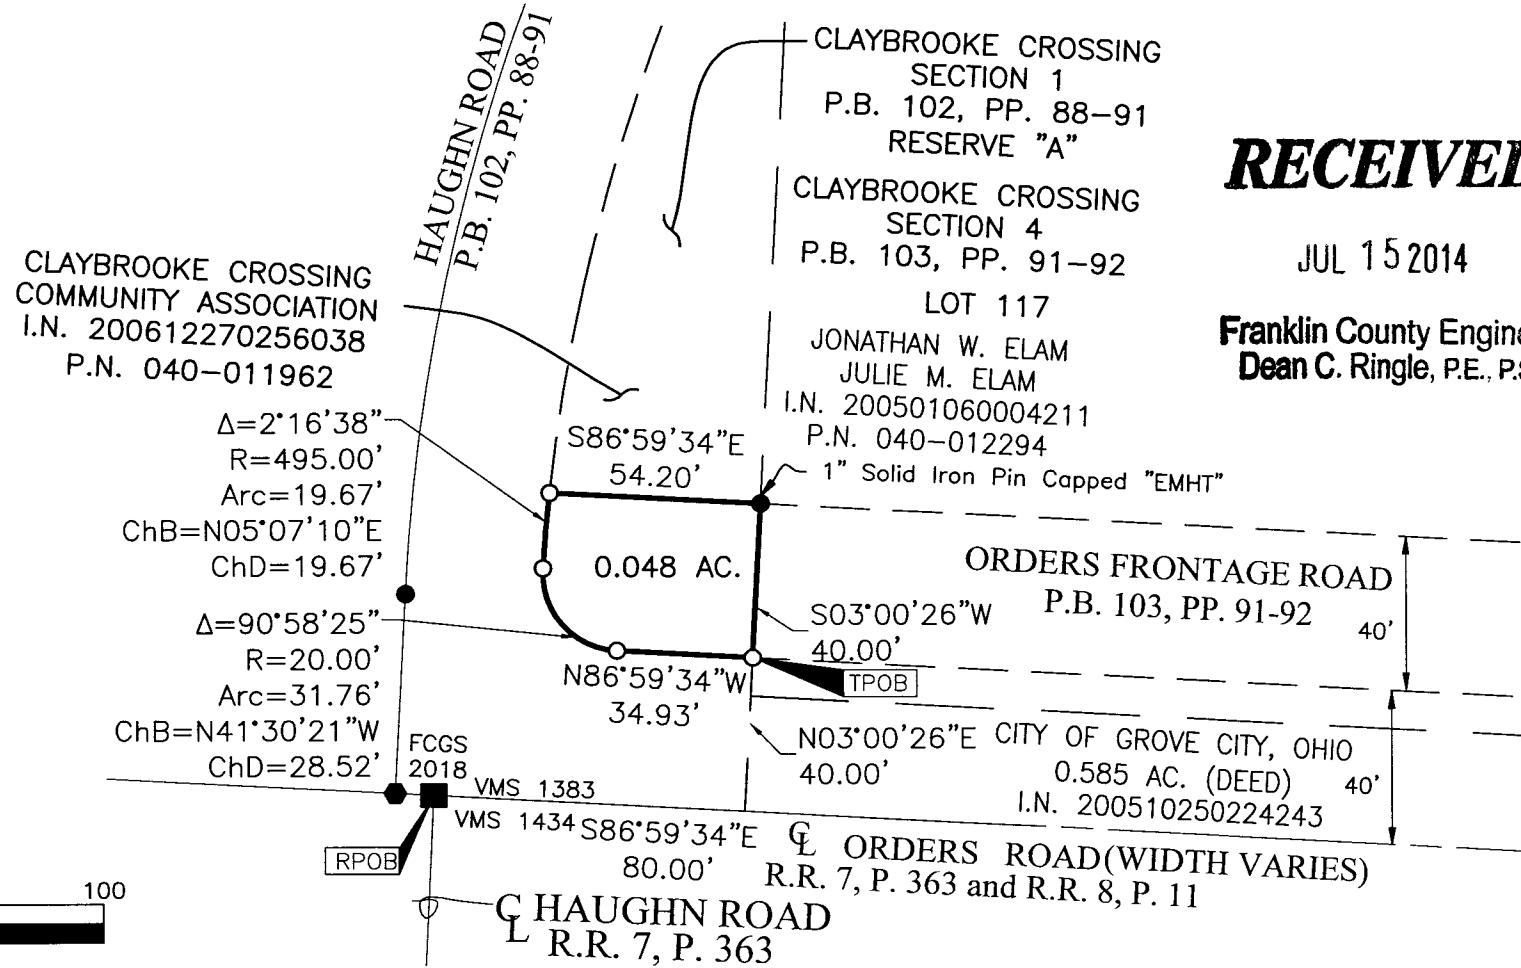 HAUGHN ROAD
P.B. 102, PP. 88-91
CLAYBROOKE CROSSING
SECTION 1
P.B. 102, PP. 88-91
RESERVE "A"
CLAYBROOKE CROSSING
SECTION 4
P.B. 103, PP. 91-92
LOT 117
JONATHAN W. ELAM
JULIE M. ELAM
I.N. 200501060004211
P.N. 040-012294
1" Solid Iron Pin Capped "EMHT"
RECEIVED
JUL 15 2014
Franklin County Engine
Dean C. Ringle, P.E., P.S
CLAYBROOKE CROSSING
COMMUNITY ASSOCIATION
I.N. 200612270256038
P.N. 040-011962
Δ=2°16'38"
R=495.00'
Arc=19.67'
ChB=N05°07'10"E
ChD=19.67'
Δ=90°58'25"
R=20.00'
Arc=31.76'
ChB=N41°30'21"W
ChD=28.52'
S86°59'34"E
54.20'
0.048 AC.
S03°00'26"W
40.00'
N86°59'34"W
34.93'
TPOB
ORDERS FRONTAGE ROAD
P.B. 103, PP. 91-92
40'
N03°00'26"E
40.00'
CITY OF GROVE CITY, OHIO
0.585 AC. (DEED)
I.N. 200510250224243
40'
FCGS
2018
VMS 1383
VMS 1434
S86°59'34"E
80.00'
RPOB
CL ORDERS ROAD(WIDTH VARIES)
R.R. 7, P. 363 and R.R. 8, P. 11
CL HAUGHN ROAD
R.R. 7, P. 363
100